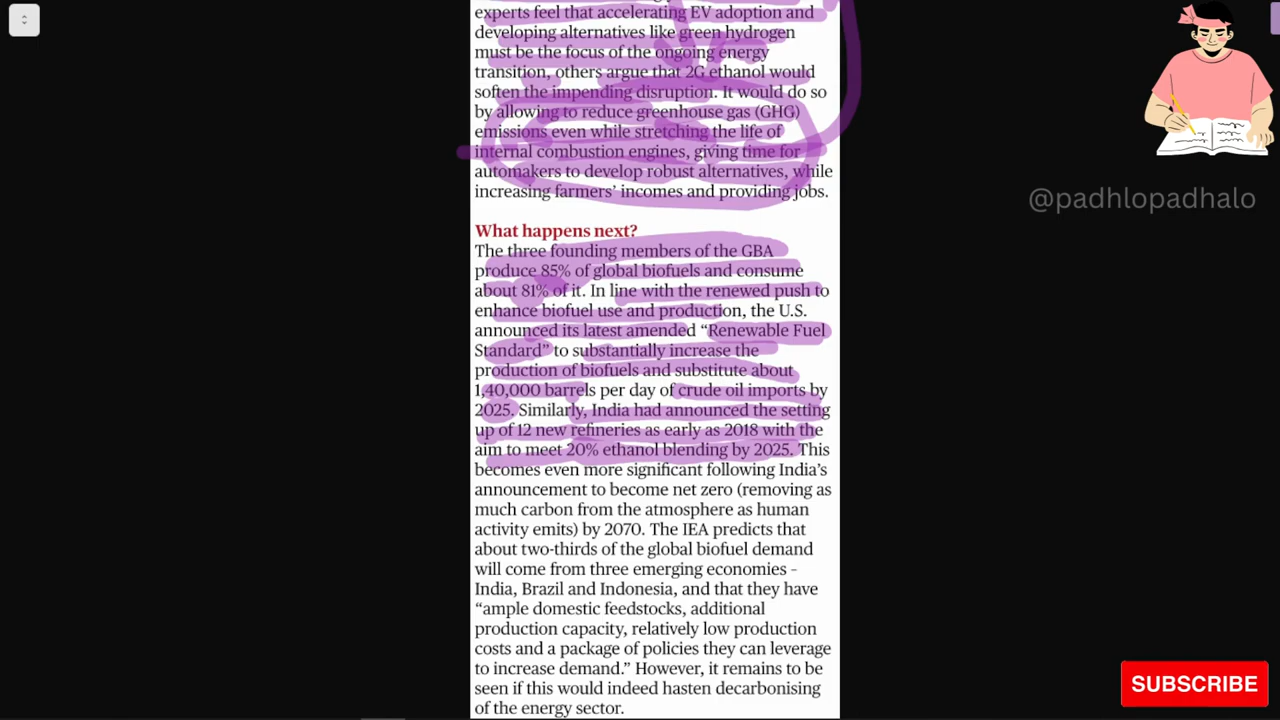 experts feel that accelerating EV adoption and
developing alternatives like green hydrogen
must be the focus of the ongoing energy
transition, others argue that 2G ethanol would
soften the impending disruption. It would do so
by allowing to reduce greenhouse gas (GHG)
emissions even while stretching the life of
internal combustion engines, giving time for
automakers to develop robust alternatives, while
increasing farmers’ incomes and providing jobs.
What happens next?
The three founding members of the GBA
produce 85% of global biofuels and consume
about 81% of it. In line with the renewed push to
enhance biofuel use and production, the U.S.
announced its latest amended “Renewable Fuel
Standard” to substantially increase the
production of biofuels and substitute about
1,40,000 barrels per day of crude oil imports by
2025. Similarly, India had announced the setting
up of 12 new refineries as early as 2018 with the
aim to meet 20% ethanol blending by 2025. This
becomes even more significant following India’s
announcement to become net zero (removing as
much carbon from the atmosphere as human
activity emits) by 2070. The IEA predicts that
about two-thirds of the global biofuel demand
will come from three emerging economies –
India, Brazil and Indonesia, and that they have
“ample domestic feedstocks, additional
production capacity, relatively low production
costs and a package of policies they can leverage
to increase demand.” However, it remains to be
seen if this would indeed hasten decarbonising
of the energy sector.
@padhlopadhalo
SUBSCRIBE